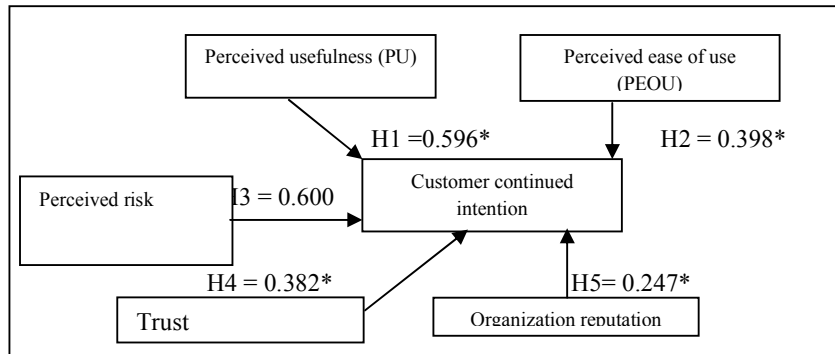 Perceived usefulness (PU)
Perceived ease of use
(PEOU)
H1 =0.596*
H2 = 0.398*
Perceived risk
H3 = 0.600
Customer continued
intention
H4 = 0.382*
H5= 0.247*
Trust
Organization reputation